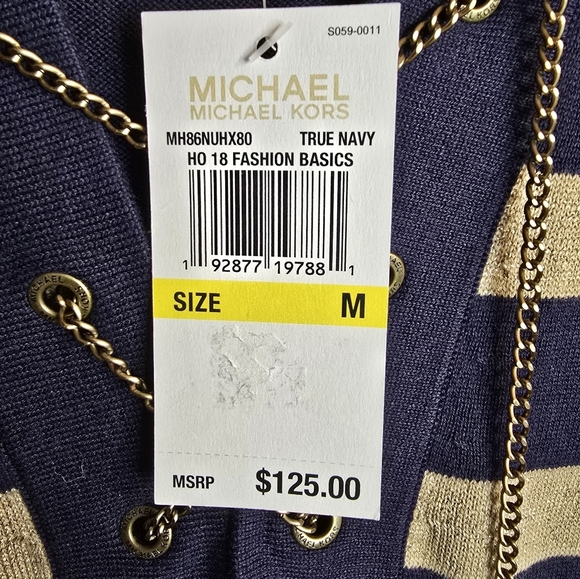 S059-0011
MICHAEL
MICHAEL KORS
MH86NUHX80 TRUE NAVY
HO 18 FASHION BASICS
1 92877 19788 1
SIZE M
MSRP $125.00